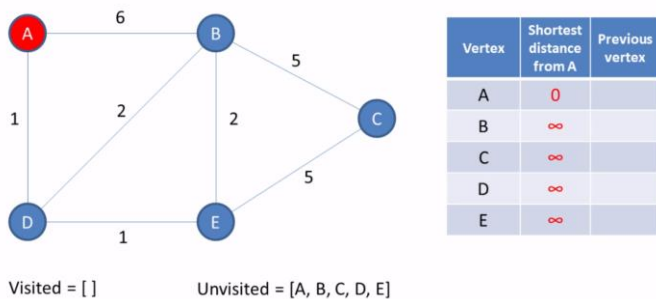 6
A
B
5
1
2
2
C
5
D
E
1
Visited = [ ]
Unvisited = [A, B, C, D, E]
Vertex
Shortest distance from A
Previous vertex
A 0
B ∞
C ∞
D ∞
E ∞